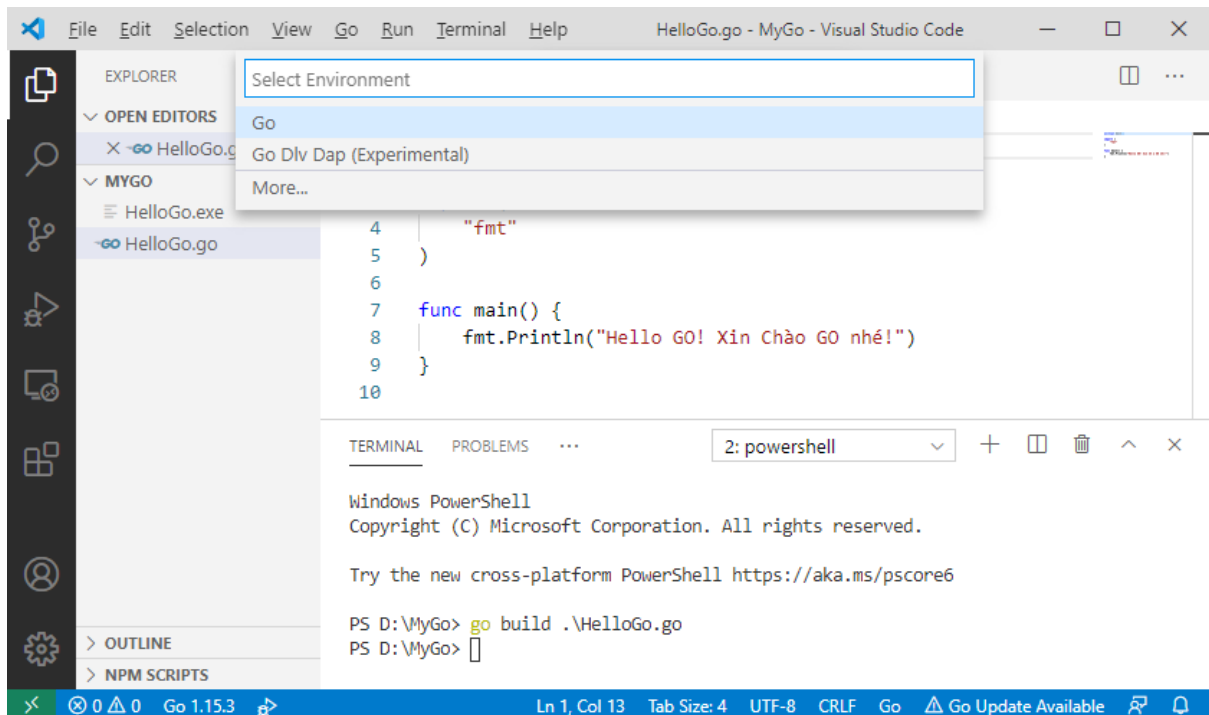 File Edit Selection View Go Run Terminal Help HelloGo.go - MyGo - Visual Studio Code
EXPLORER
Select Environment
Go
Go Dlv Dap (Experimental)
More...
OPEN EDITORS
GO HelloGo.g
MYGO
HelloGo.exe
GO HelloGo.go
4 "fmt"
5 )
6
7 func main() {
8 fmt.Println("Hello GO! Xin Chào GO nhé!")
9 }
10
TERMINAL PROBLEMS ... 2: powershell
Windows PowerShell
Copyright (C) Microsoft Corporation. All rights reserved.
Try the new cross-platform PowerShell https://aka.ms/pscore6
PS D:\MyGo> go build .\HelloGo.go
PS D:\MyGo>
OUTLINE
NPM SCRIPTS
0 0 Go 1.15.3 Ln 1, Col 13 Tab Size: 4 UTF-8 CRLF Go Go Update Available